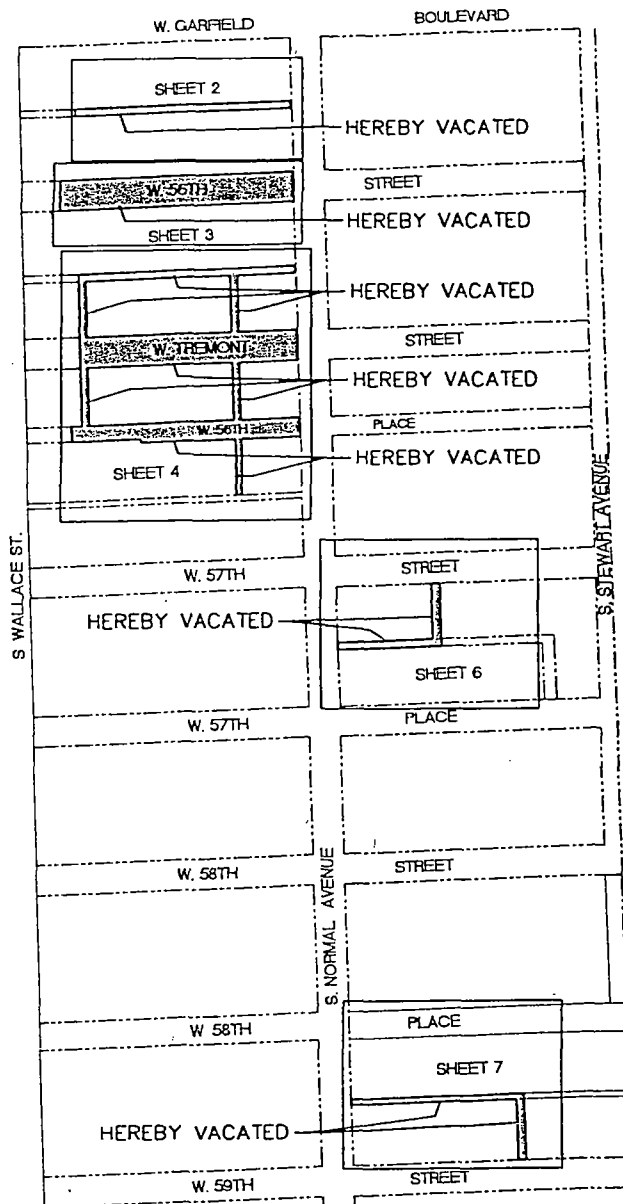 W. GARFIELD BOULEVARD
SHEET 2
HEREBY VACATED
W. 56TH STREET
HEREBY VACATED
SHEET 3
HEREBY VACATED
W. TREMONT STREET
HEREBY VACATED
W. 56TH PLACE
HEREBY VACATED
SHEET 4
S. WALLACE ST.
S. STEWART AVENUE
W. 57TH STREET
HEREBY VACATED
SHEET 6
W. 57TH PLACE
W. 58TH STREET
S. NORMAL AVENUE
W. 58TH PLACE
SHEET 7
HEREBY VACATED
W. 59TH STREET